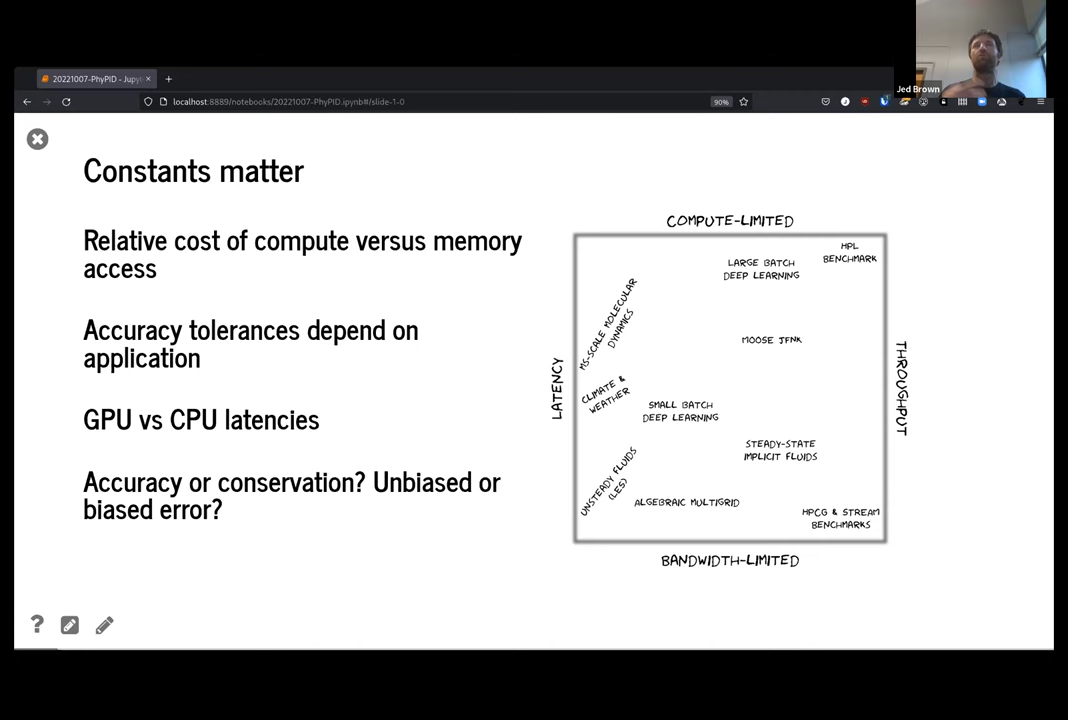 20221007-PhyPID - Jupyt
localhost:8889/notebooks/20221007-PhyPID.ipynb#/slide-1-0
90%
Jed Brown
Constants matter
Relative cost of compute versus memory
access
Accuracy tolerances depend on
application
GPU vs CPU latencies
Accuracy or conservation? Unbiased or
biased error?
COMPUTE-LIMITED
HPL
BENCHMARK
LARGE BATCH
DEEP LEARNING
MS-SCALE MOLECULAR
DYNAMICS
MOOSE JFNK
LATENCY
THROUGHPUT
CLIMATE &
WEATHER
SMALL BATCH
DEEP LEARNING
STEADY-STATE
IMPLICIT FLUIDS
UNSTEADY FLUIDS
(LES)
ALGEBRAIC MULTIGRID
HPCG & STREAM
BENCHMARKS
BANDWIDTH-LIMITED
?